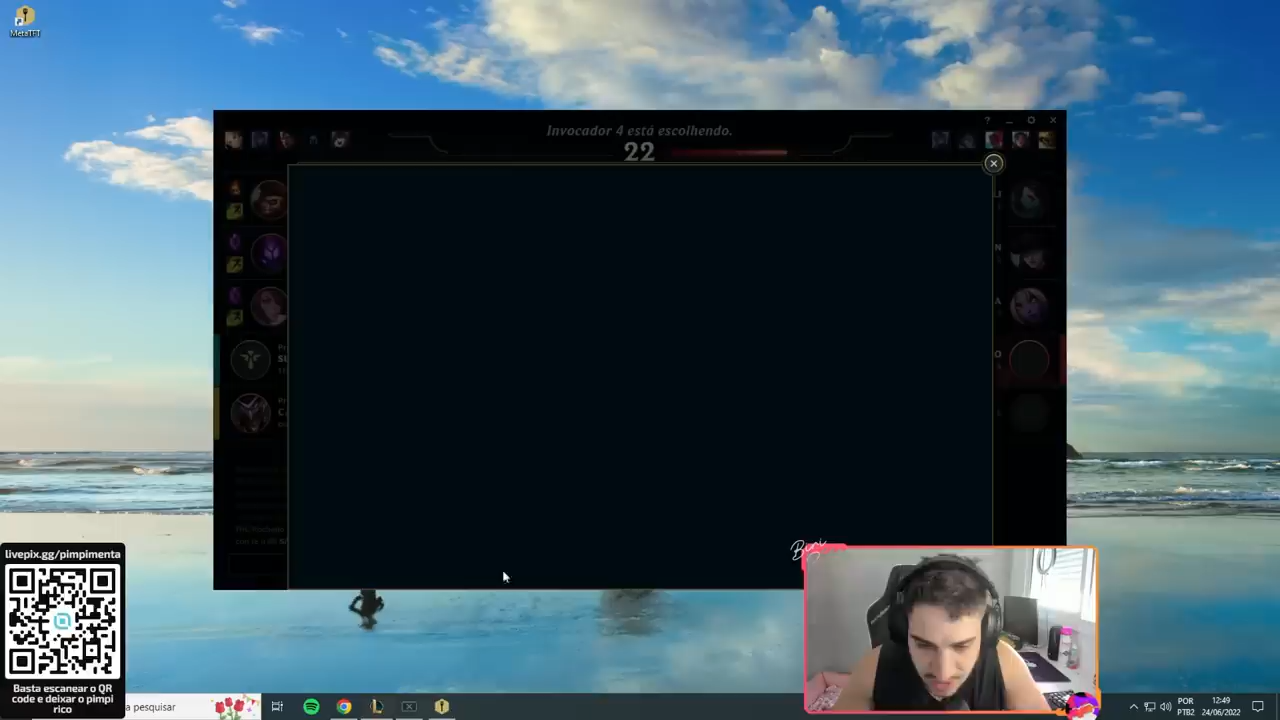 MetaTFT
Invocador 4 está escolhendo.
22
livepix.gg/pimpimenta
Basta escanear o QR
code e deixar o pimpi
rico
a pesquisar
POR
PTB2
12:49
24/06/2022